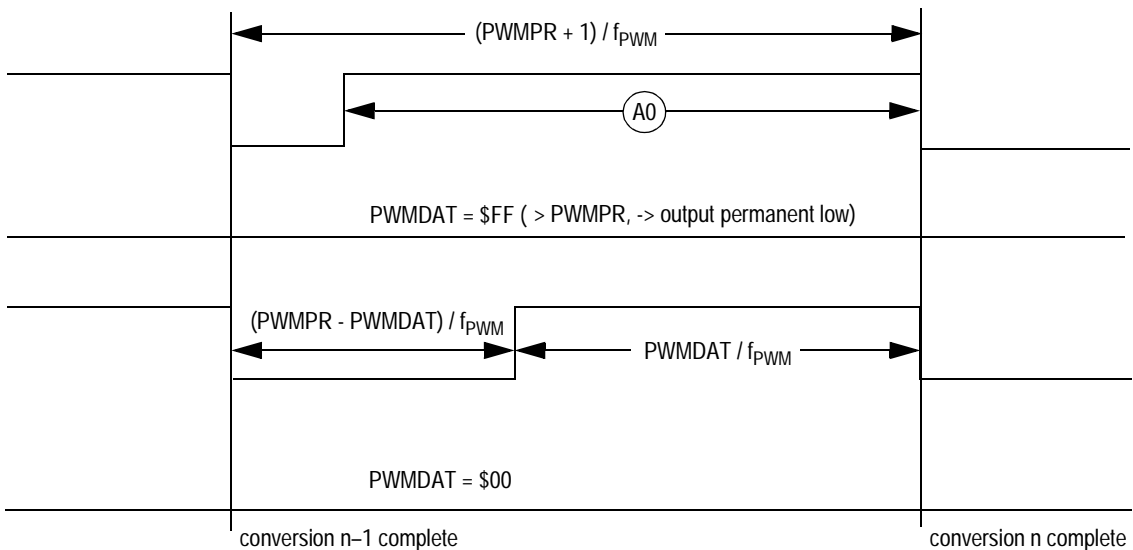 (PWMPR + 1) / fPWM
A0
PWMDAT = $FF ( > PWMPR, -> output permanent low)
(PWMPR - PWMDAT) / fPWM
PWMDAT / fPWM
PWMDAT = $00
conversion n–1 complete
conversion n complete